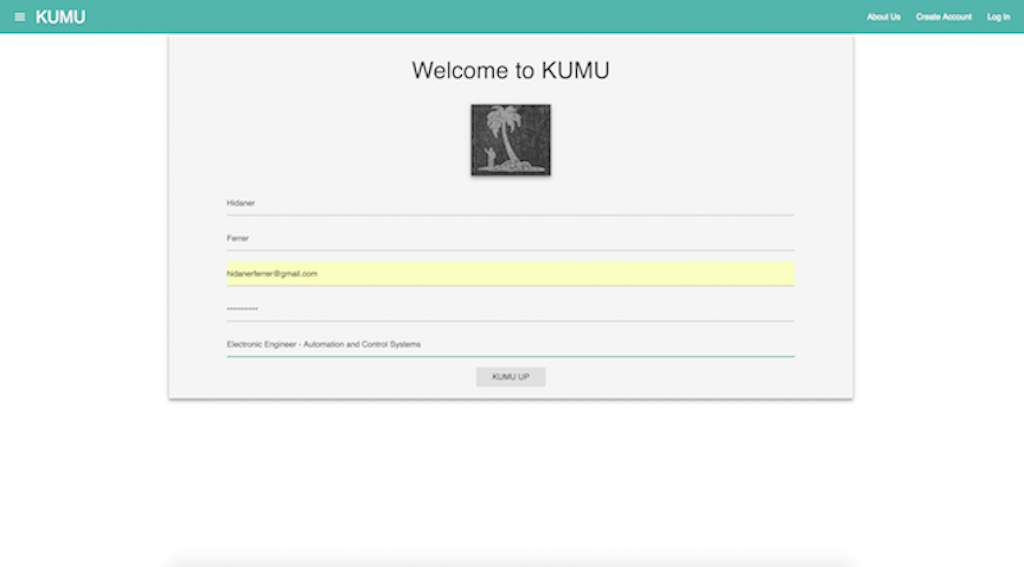 KUMU
About Us Create Account Log In
Welcome to KUMU
Hidaner
Ferrer
hidanerferrer@gmail.com
Electronic Engineer - Automation and Control Systems
KUMU UP